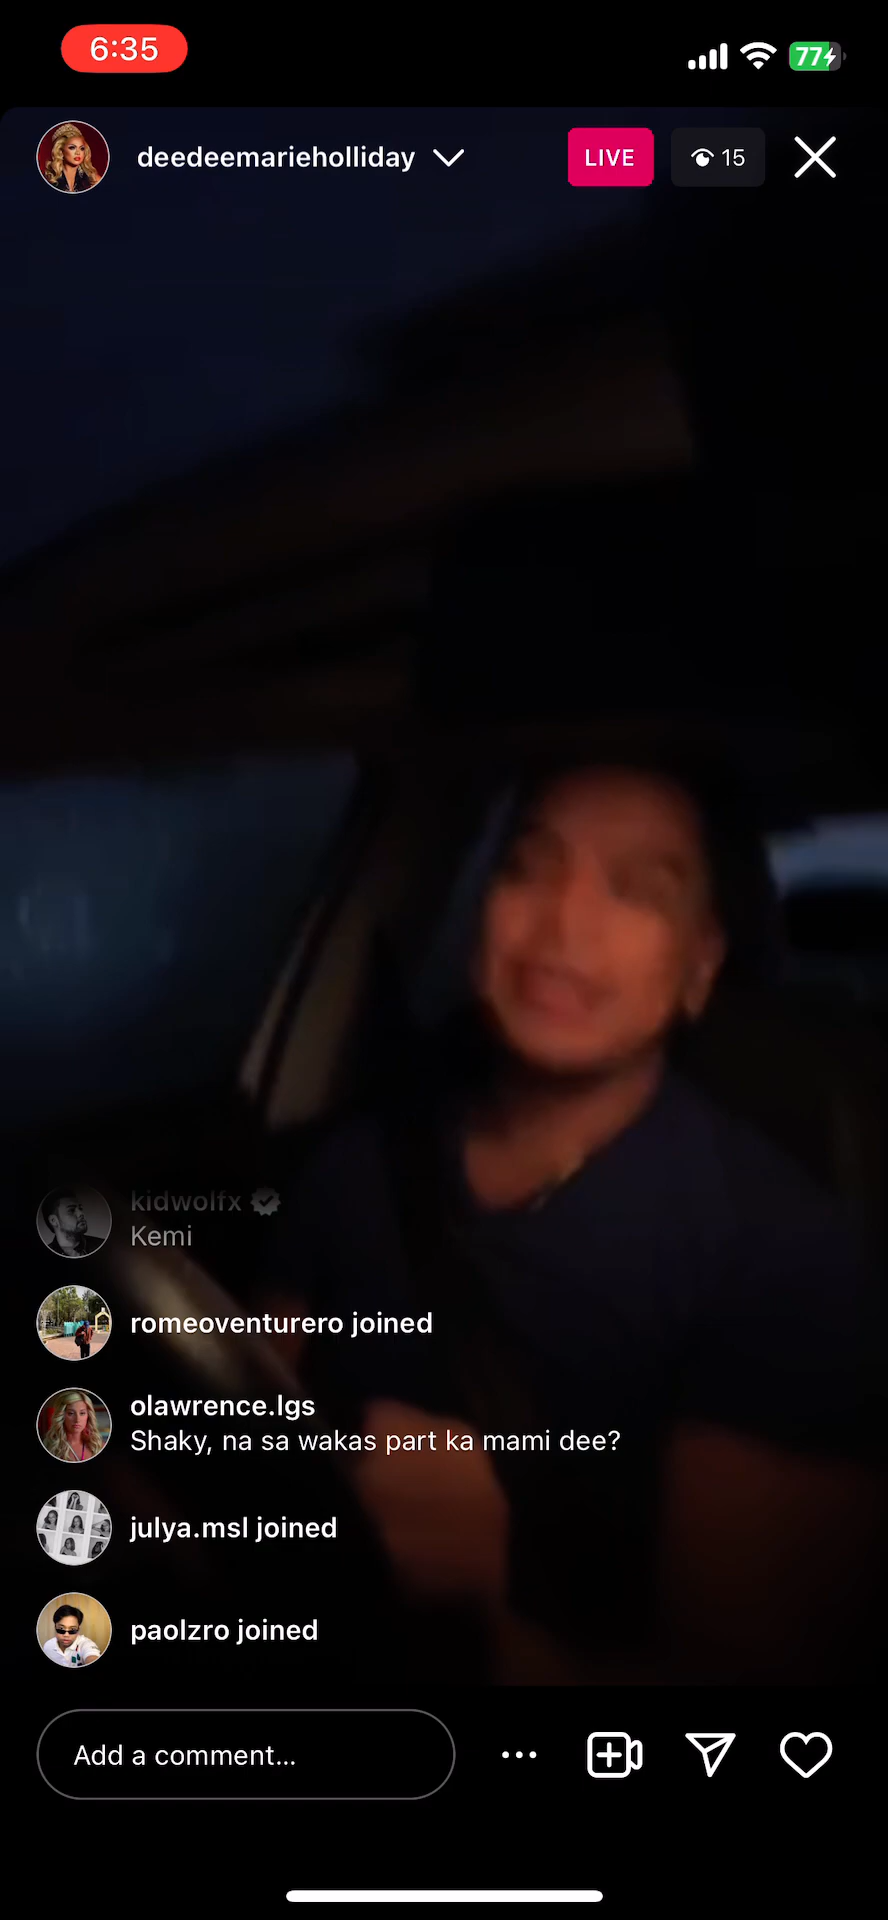 6:35
77
deedeemarieholliday
LIVE
15
kidwolfx
Kemi
romeoventurero joined
olawrence.lgs
Shaky, na sa wakas part ka mami dee?
julya.msl joined
paolzro joined
Add a comment...